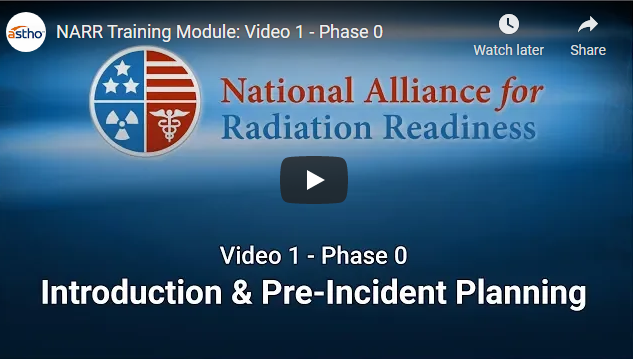 astho
NARR Training Module: Video 1 - Phase 0
Watch later
Share
National Alliance for
Radiation Readiness
Video 1 - Phase 0
Introduction & Pre-Incident Planning